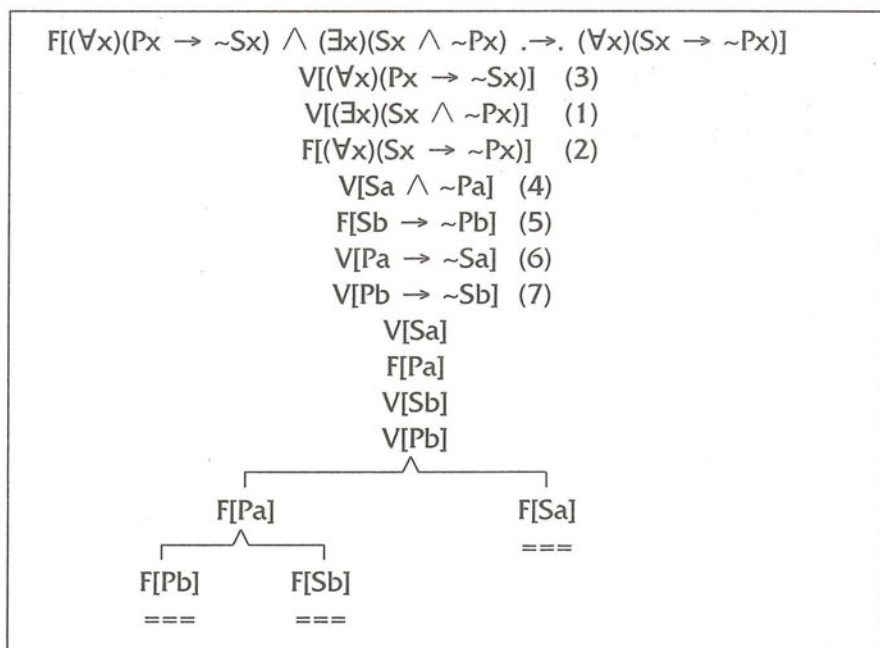 F[(∀x)(Px → ~Sx) ∧ (∃x)(Sx ∧ ~Px) .→. (∀x)(Sx → ~Px)]
V[(∀x)(Px → ~Sx)] (3)
V[(∃x)(Sx ∧ ~Px)] (1)
F[(∀x)(Sx → ~Px)] (2)
V[Sa ∧ ~Pa] (4)
F[Sb → ~Pb] (5)
V[Pa → ~Sa] (6)
V[Pb → ~Sb] (7)
V[Sa]
F[Pa]
V[Sb]
V[Pb]
F[Pa] F[Sa]
===
F[Pb] F[Sb]
=== ===